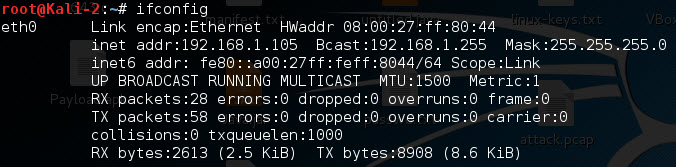 root@Kali-2:~# ifconfig
eth0      Link encap:Ethernet  HWaddr 08:00:27:ff:80:44
          inet addr:192.168.1.105  Bcast:192.168.1.255  Mask:255.255.255.0
          inet6 addr: fe80::a00:27ff:feff:8044/64 Scope:Link
          UP BROADCAST RUNNING MULTICAST  MTU:1500  Metric:1
          RX packets:28 errors:0 dropped:0 overruns:0 frame:0
          TX packets:58 errors:0 dropped:0 overruns:0 carrier:0
          collisions:0 txqueuelen:1000
          RX bytes:2613 (2.5 KiB)  TX bytes:8908 (8.6 KiB)
linux-keys.txt
attack.pcap